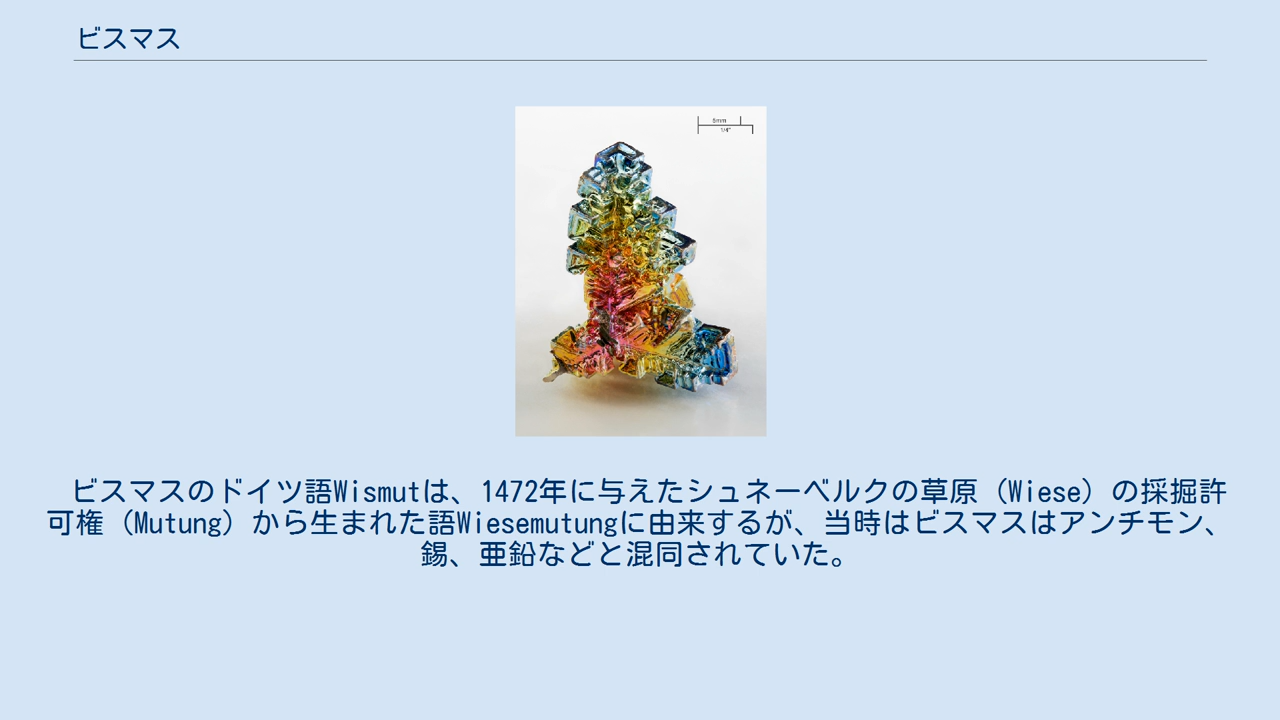 ビスマス
5mm
1/4"
ビスマスのドイツ語Wismutは、1472年に与えたシュネーベルクの草原（Wiese）の採掘許
可権（Mutung）から生まれた語Wiesemutungに由来するが、当時はビスマスはアンチモン、
錫、亜鉛などと混同されていた。